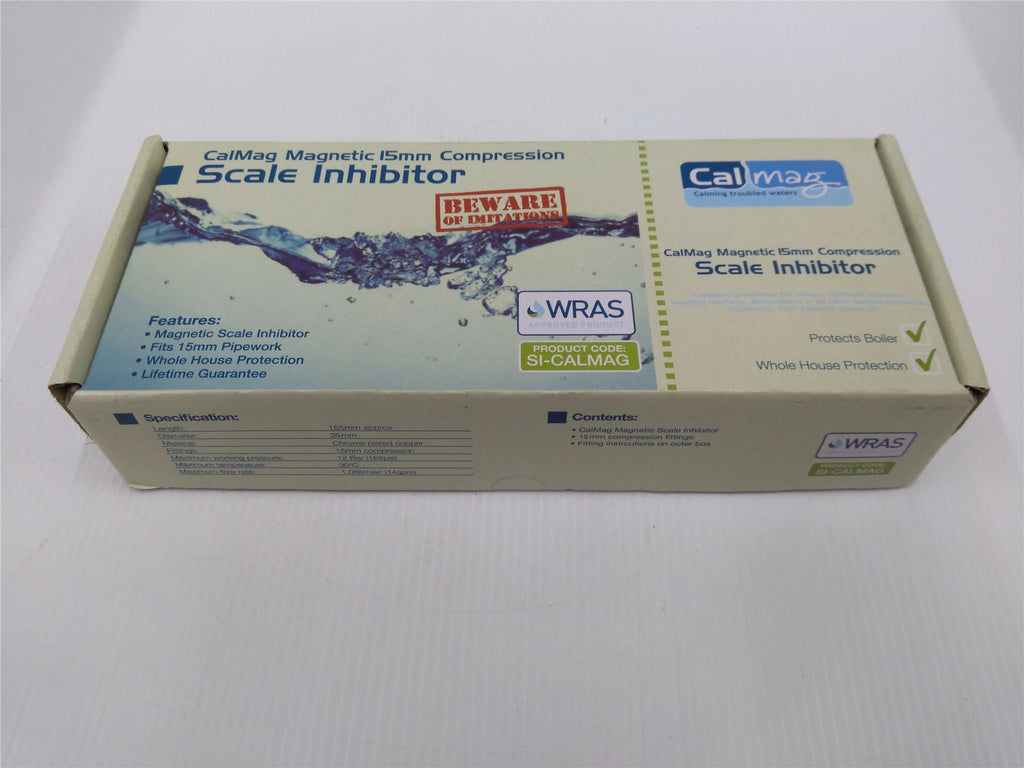 CalMag Magnetic 15mm Compression
Scale Inhibitor
BEWARE
OF IMITATIONS
Features:
• Magnetic Scale Inhibitor
• Fits 15mm Pipework
• Whole House Protection
• Lifetime Guarantee
WRAS
APPROVED PRODUCT
PRODUCT CODE:
SI-CALMAG
Calmag
Calming troubled waters
CalMag Magnetic 15mm Compression
Scale Inhibitor
Protects Boiler
Whole House Protection
Specification:
Length: 155mm approx
Diameter: 25mm
Material: Chrome plated copper.
Fittings: 15mm compression
Maximum working pressure: 12 Bar (168psi)
Maximum temperature:
Maximum flow rate: (14gpm)
Contents:
• CalMag Magnetic Scale Inhibitor
• 15mm compression fittings
• Fitting instructions on outer box
WRAS
PRODUCT CODE:
SI-CALMAG